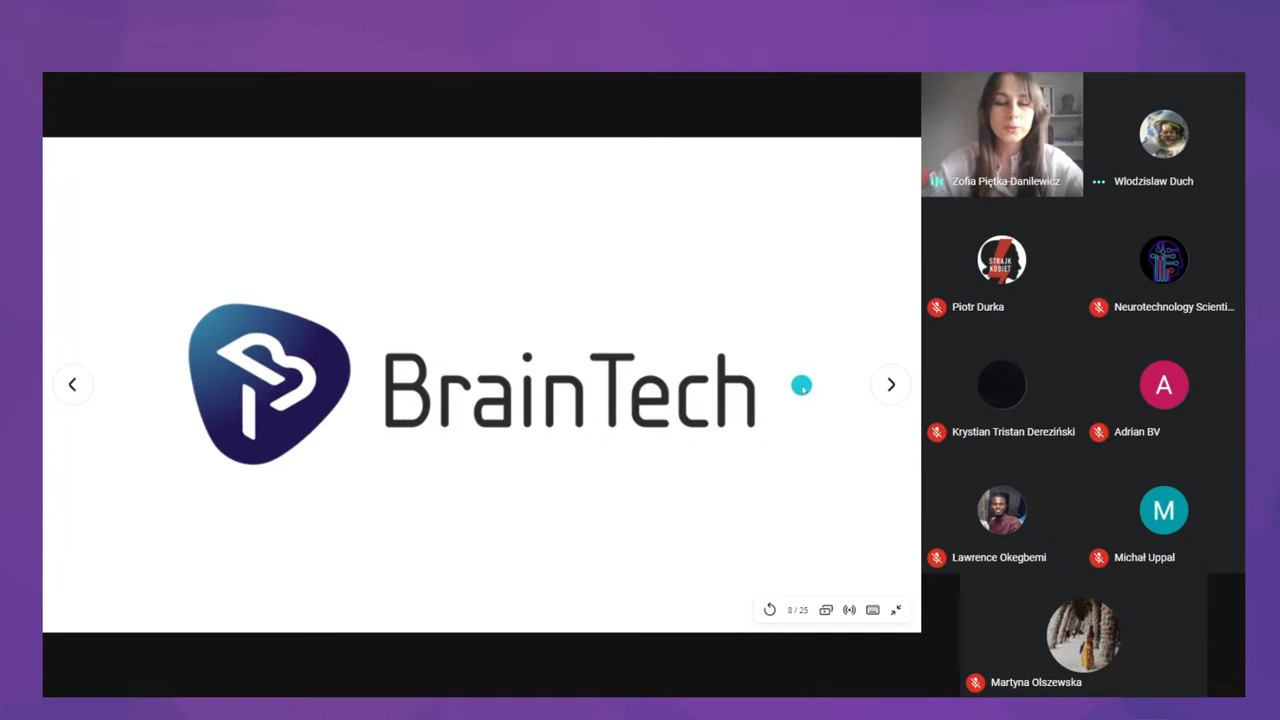 BrainTech
8 / 25
Zofia Piętka-Danilewicz
Włodzislaw Duch
STRAJK
KOBIET
Piotr Durka
Neurotechnology Scienti...
Krystian Tristan Dereziński
A
Adrian BV
Lawrence Okegbemi
M
Michał Uppal
Martyna Olszewska